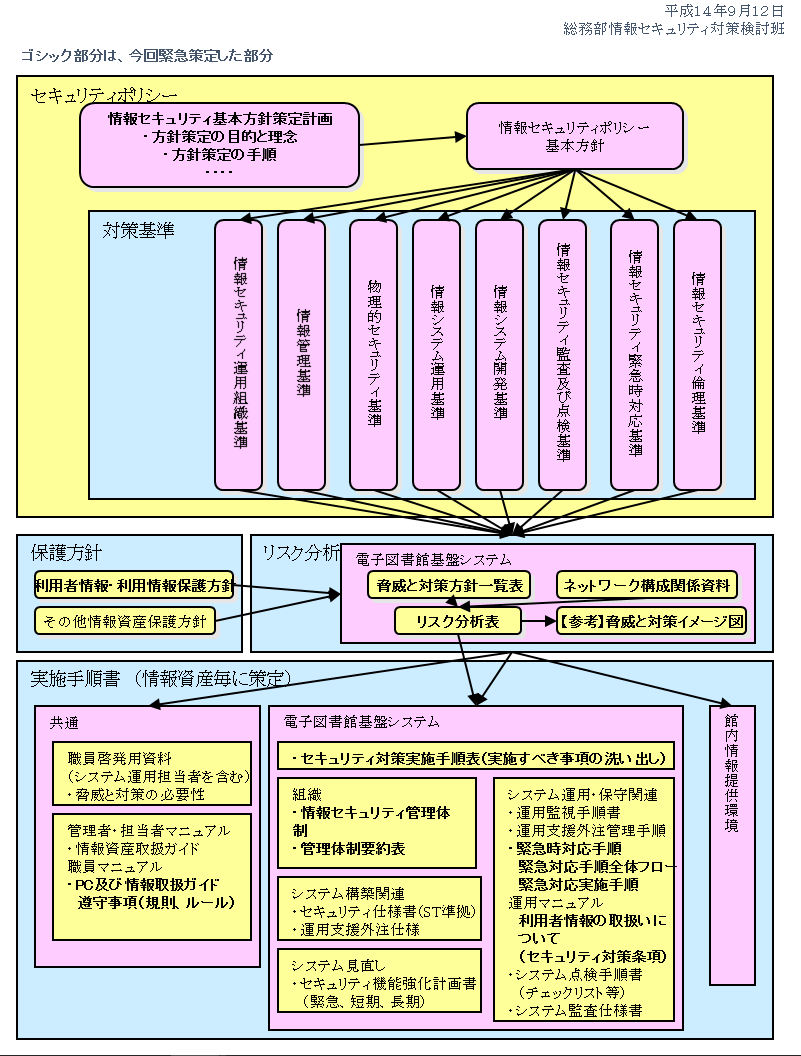 平成14年9月12日
総務部情報セキュリティ対策検討班
ゴシック部分は、今回緊急策定した部分
セキュリティポリシー
情報セキュリティ基本方針策定計画
・方針策定の目的と理念
・方針策定の手順
・・・・
情報セキュリティポリシー
基本方針
対策基準
情報セキュリティ運用組織基準
情報管理基準
物理的セキュリティ基準
情報システム運用基準
情報システム開発基準
情報セキュリティ監査及び点検基準
情報セキュリティ緊急時対応基準
情報セキュリティ倫理基準
保護方針
利用者情報・利用情報保護方針
その他情報資産保護方針
リスク分析
電子図書館基盤システム
脅威と対策方針一覧表
ネットワーク構成関係資料
リスク分析表
【参考】脅威と対策イメージ図
実施手順書（情報資産毎に策定）
共通
職員啓発用資料
（システム運用担当者を含む）
・脅威と対策の必要性
管理者・担当者マニュアル
・情報資産取扱ガイド
職員マニュアル
・PC及び情報取扱ガイド
遵守事項（規則、ルール）
電子図書館基盤システム
・セキュリティ対策実施手順表（実施すべき事項の洗い出し）
組織
・情報セキュリティ管理体
制
・管理体制要約表
システム構築関連
・セキュリティ仕様書（ST準拠）
・運用支援外注仕様
システム見直し
・セキュリティ機能強化計画書
（緊急、短期、長期）
システム運用・保守関連
・運用監視手順書
・運用支援外注管理手順
・緊急時対応手順
緊急対応手順全体フロー
緊急対応実施手順
運用マニュアル
利用者情報の取扱いに
ついて
（セキュリティ対策条項）
・システム点検手順書
（チェックリスト等）
・システム監査仕様書
館内情報提供環境